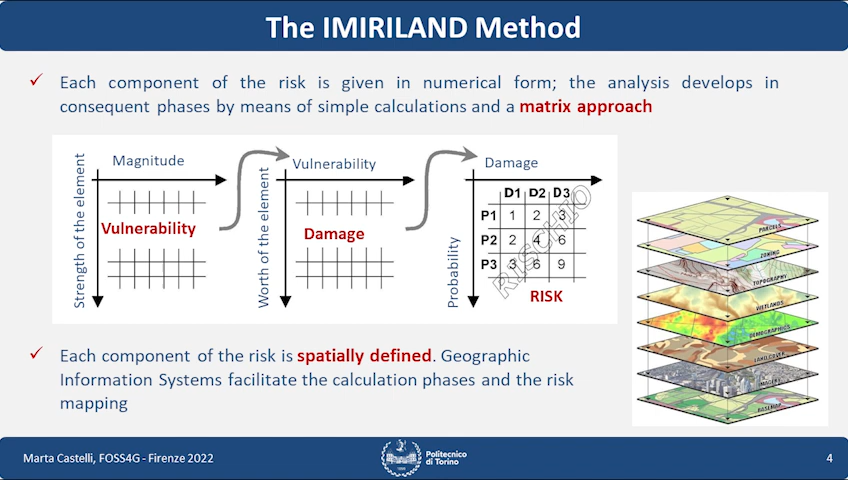 The IMIRILAND Method
✓ Each component of the risk is given in numerical form; the analysis develops in
consequent phases by means of simple calculations and a matrix approach
Magnitude
Strength of the element
Vulnerability
Vulnerability
Worth of the element
Damage
Damage
Probability
D1 D2 D3
P1 1 2 3
P2 2 4 6
P3 3 6 9
RISCHIO
RISK
PARCELS
ZONING
TOPOGRAPHY
WETLANDS
DEMOGRAPHICS
LAND COVER
IMAGERY
BASEMAP
✓ Each component of the risk is spatially defined. Geographic
Information Systems facilitate the calculation phases and the risk
mapping
Marta Castelli, FOSS4G - Firenze 2022
Politecnico
di Torino
4